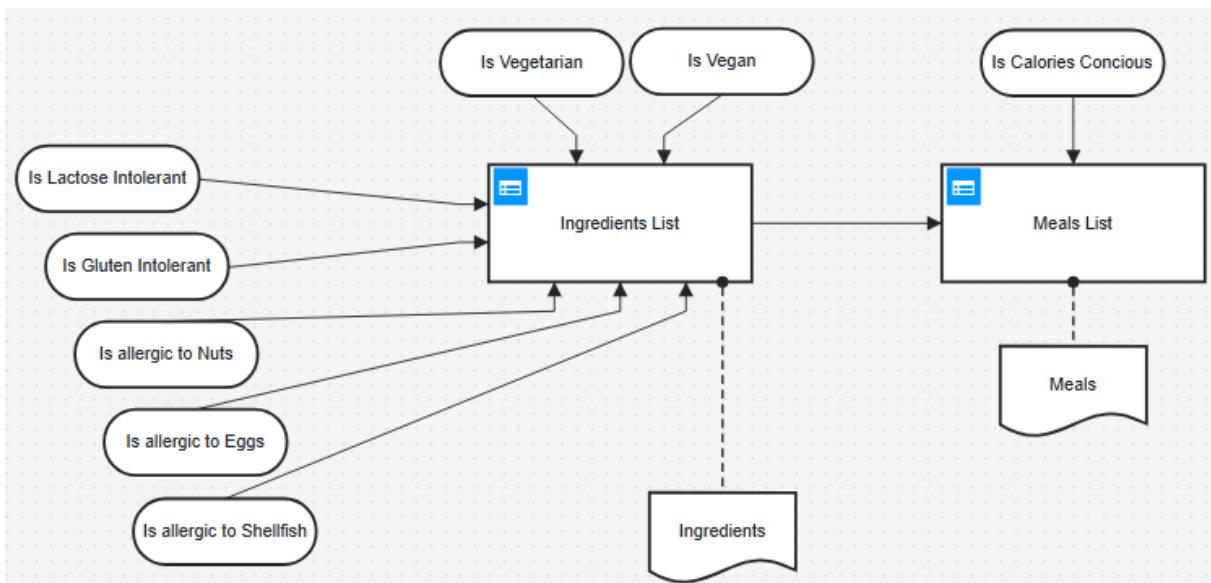 Is Vegetarian
Is Vegan
Is Calories Concious
Is Lactose Intolerant
Ingredients List
Meals List
Is Gluten Intolerant
Is allergic to Nuts
Meals
Is allergic to Eggs
Is allergic to Shellfish
Ingredients